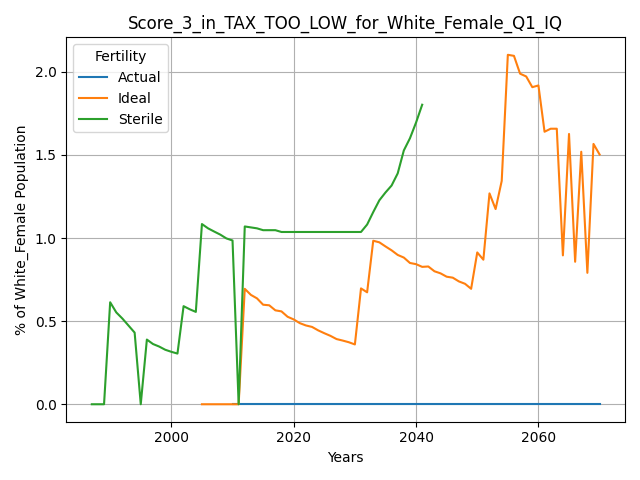 Score_3_in_TAX_TOO_LOW_for_White_Female_Q1_IQ
Fertility
Actual
Ideal
Sterile
% of White_Female Population
2.0
1.5
1.0
0.5
0.0
2000
2020
2040
2060
Years